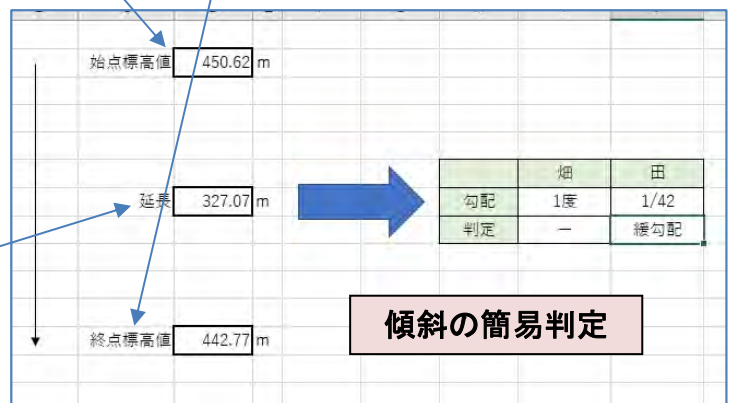 始点標高値 450.62 m
畑 田
延長 327.07 m 勾配 1度 1/42
判定 ー 緩勾配
傾斜の簡易判定
終点標高値 442.77 m